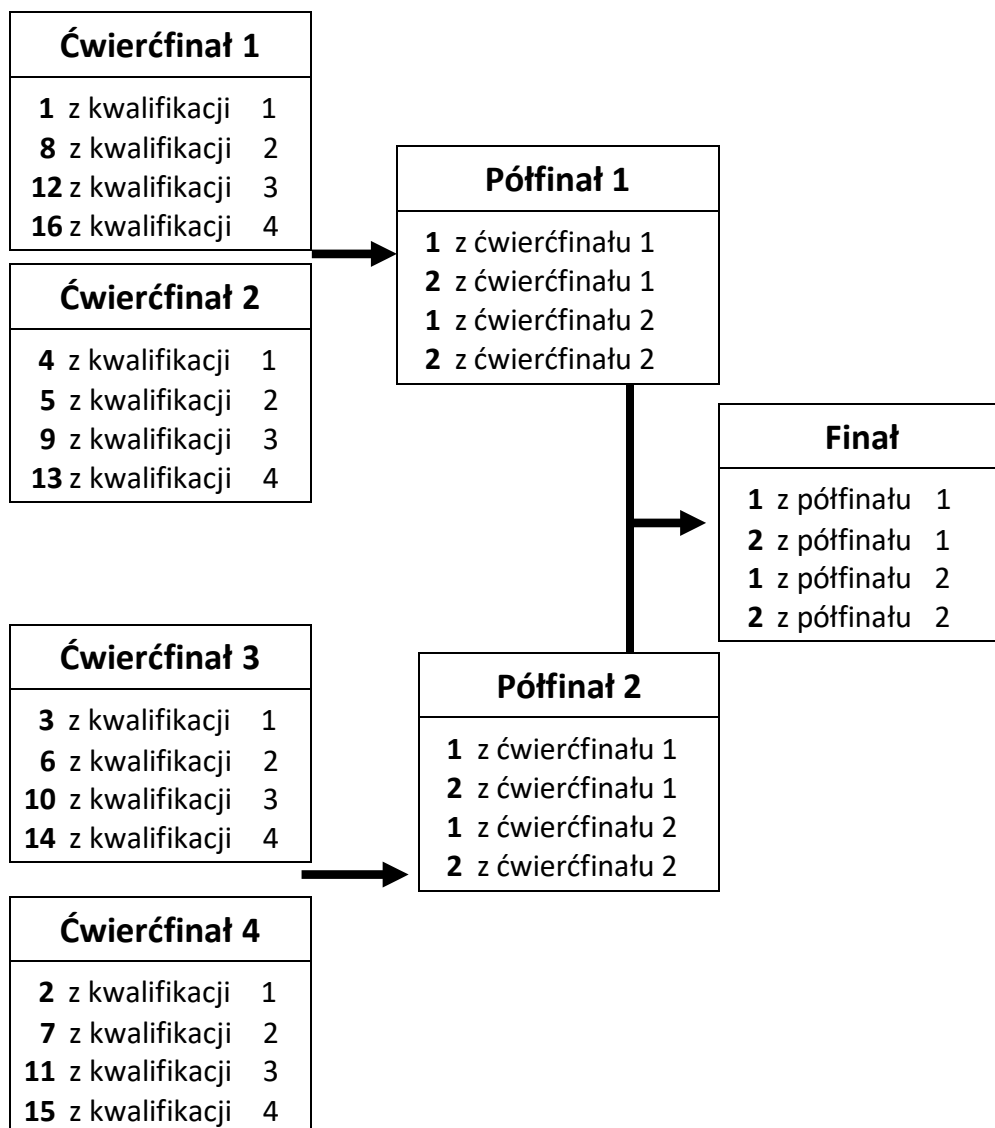 Ćwierćfinał 1
1 z kwalifikacji 1
8 z kwalifikacji 2
12 z kwalifikacji 3
16 z kwalifikacji 4
Ćwierćfinał 2
4 z kwalifikacji 1
5 z kwalifikacji 2
9 z kwalifikacji 3
13 z kwalifikacji 4
Ćwierćfinał 3
3 z kwalifikacji 1
6 z kwalifikacji 2
10 z kwalifikacji 3
14 z kwalifikacji 4
Ćwierćfinał 4
2 z kwalifikacji 1
7 z kwalifikacji 2
11 z kwalifikacji 3
15 z kwalifikacji 4
Półfinał 1
1 z ćwierćfinału 1
2 z ćwierćfinału 1
1 z ćwierćfinału 2
2 z ćwierćfinału 2
Półfinał 2
1 z ćwierćfinału 1
2 z ćwierćfinału 1
1 z ćwierćfinału 2
2 z ćwierćfinału 2
Finał
1 z półfinału 1
2 z półfinału 1
1 z półfinału 2
2 z półfinału 2